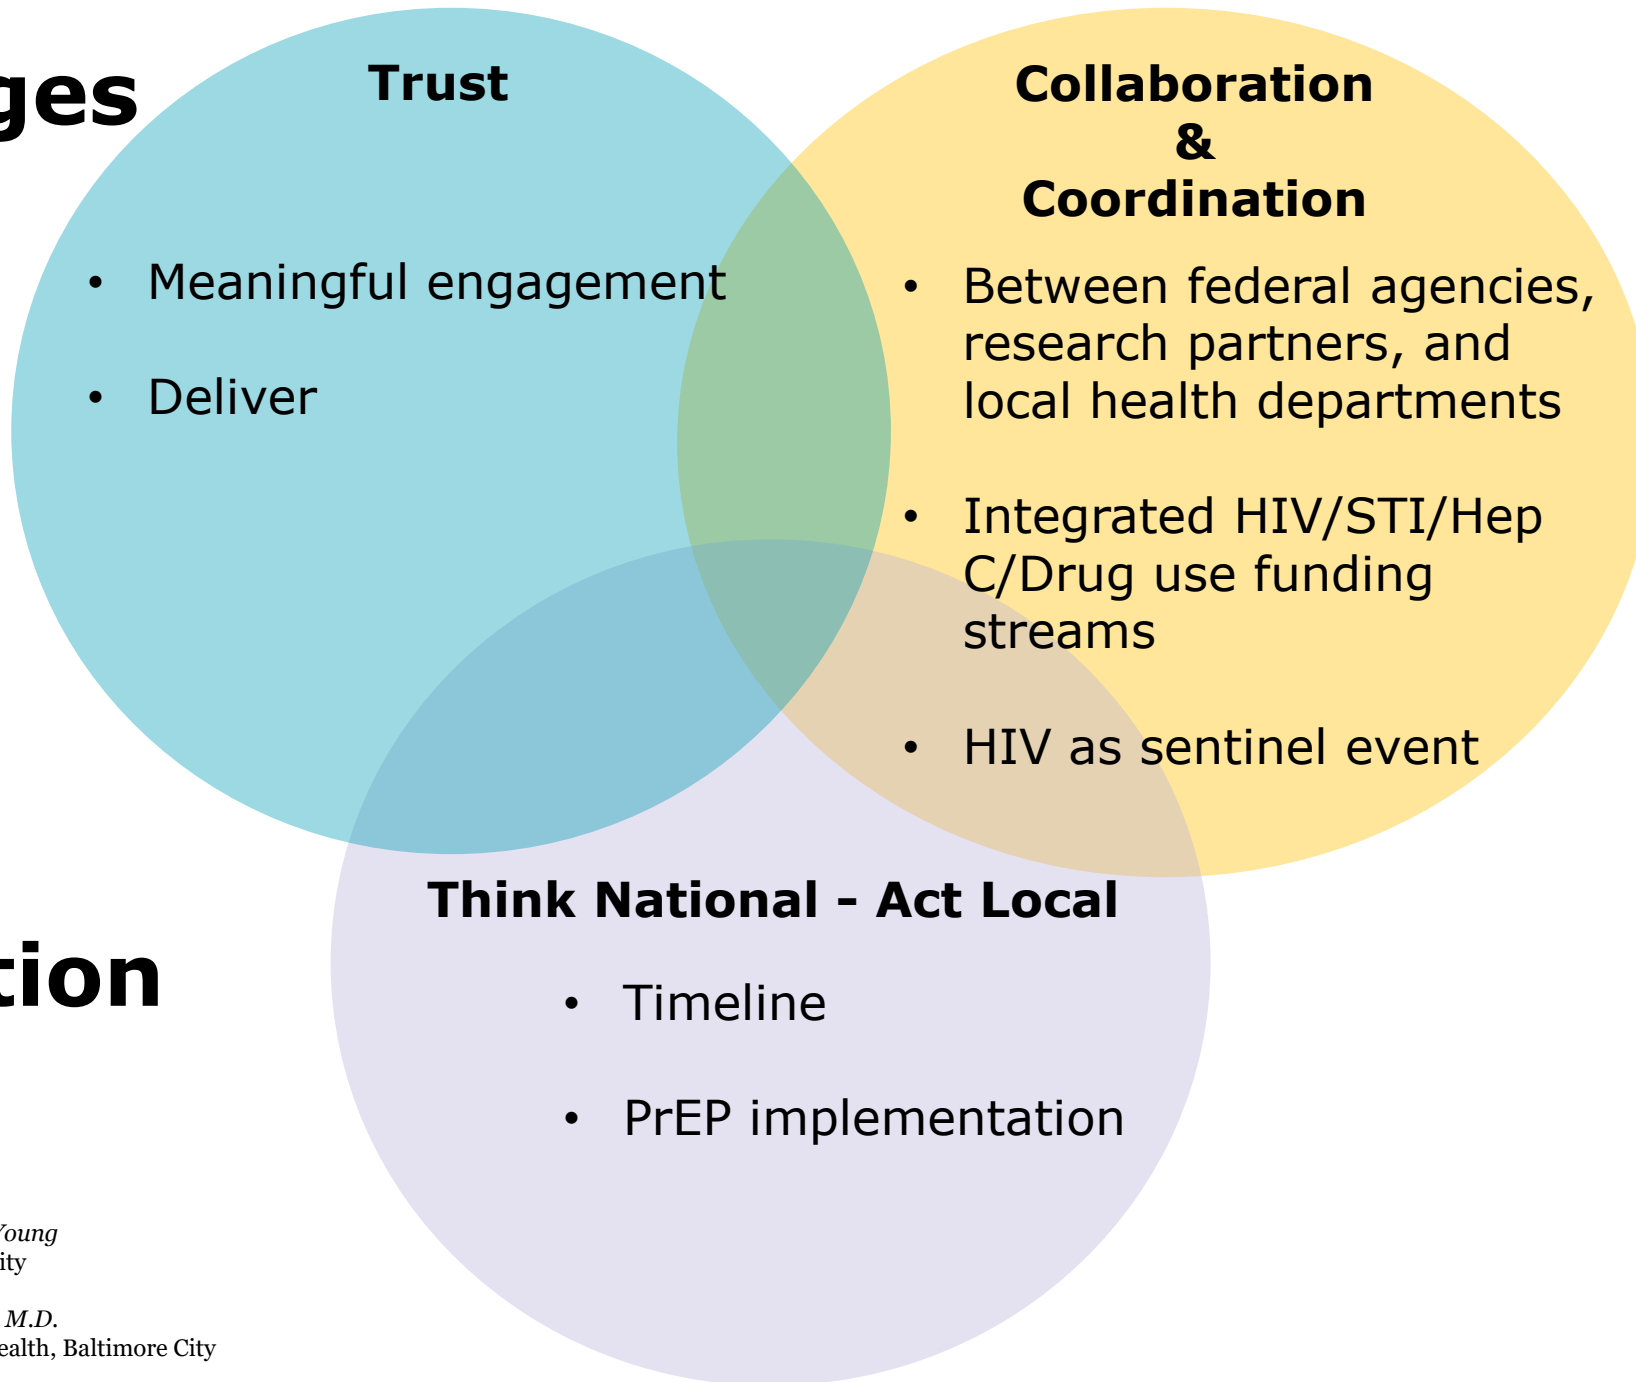 ges
Trust
• Meaningful engagement
• Deliver
Collaboration
&
Coordination
• Between federal agencies,
research partners, and
local health departments
• Integrated HIV/STI/Hep
C/Drug use funding
streams
• HIV as sentinel event
Think National - Act Local
• Timeline
• PrEP implementation
tion
Young
ity
M.D.
ealth, Baltimore City